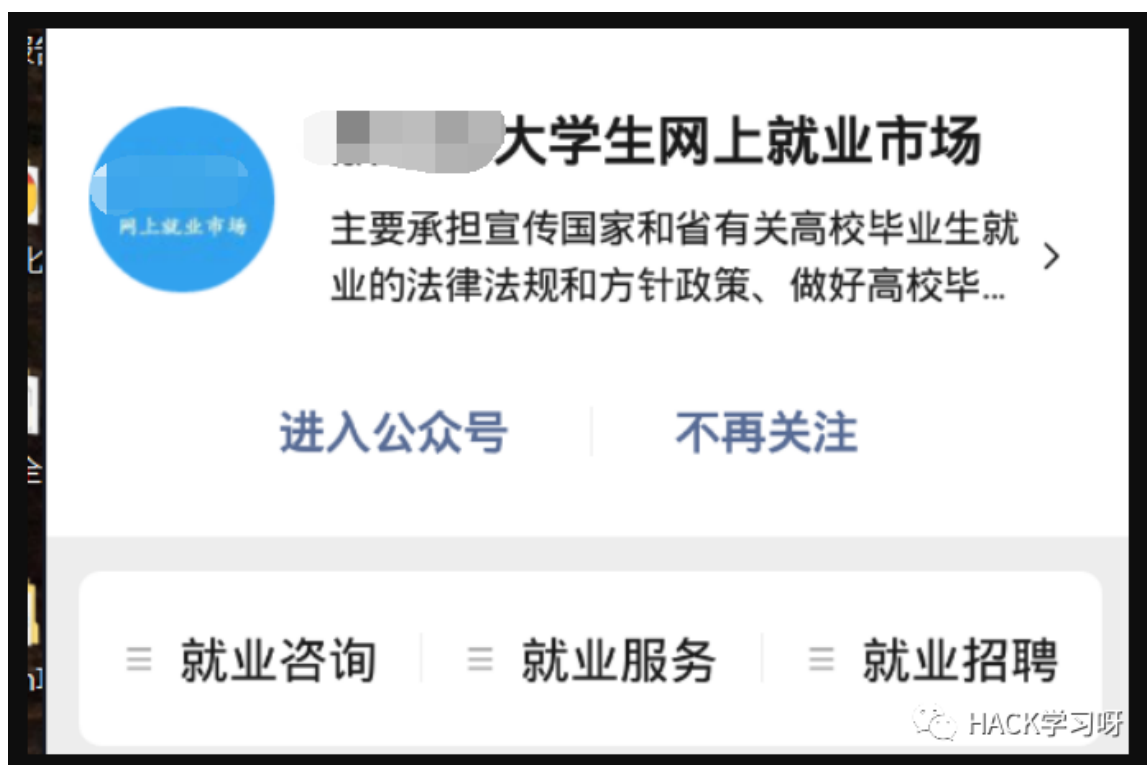 大学生网上就业市场
网上就业市场
主要承担宣传国家和省有关高校毕业生就
业的法律法规和方针政策、做好高校毕...
进入公众号
不再关注
就业咨询
就业服务
就业招聘
HACK学习呀